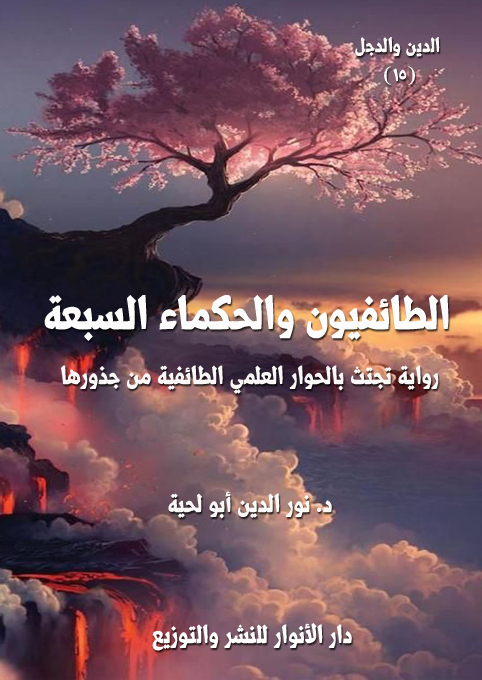 الدين والدجل
(١٥)
الطائفيون والحكماء السبعة
رواية تجتث بالحوار العلمي الطائفية من جذورها
د. نور الدين أبو لحية
دار الأنوار للنشر والتوزيع